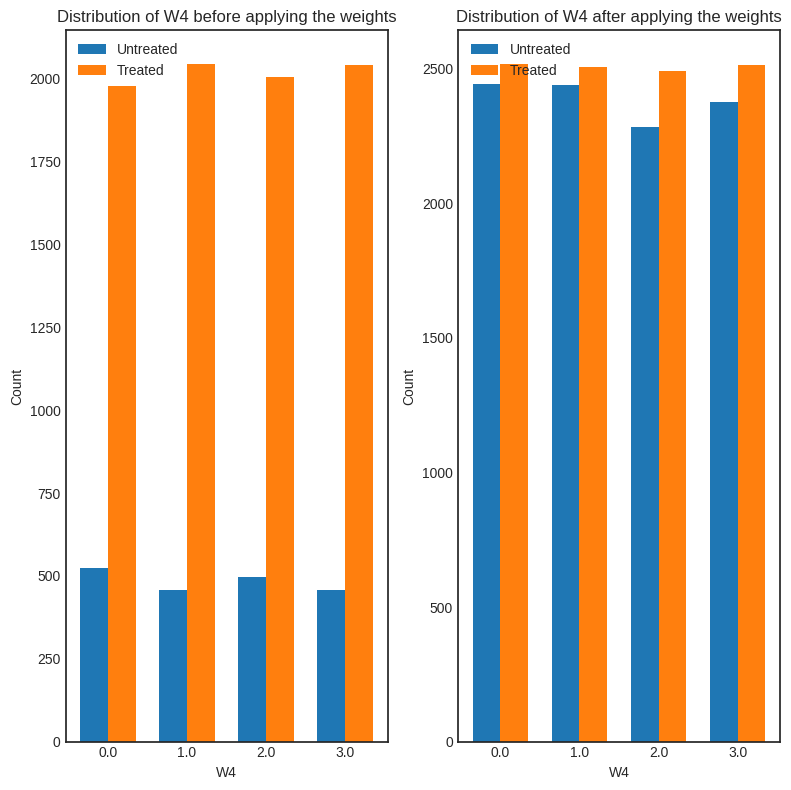 Distribution of W4 before applying the weights
Untreated
Treated
2000
1750
1500
1250
1000
750
500
250
0
Count
0.0 1.0 2.0 3.0
W4
Distribution of W4 after applying the weights
Untreated
Treated
2500
2000
1500
1000
500
0
Count
0.0 1.0 2.0 3.0
W4